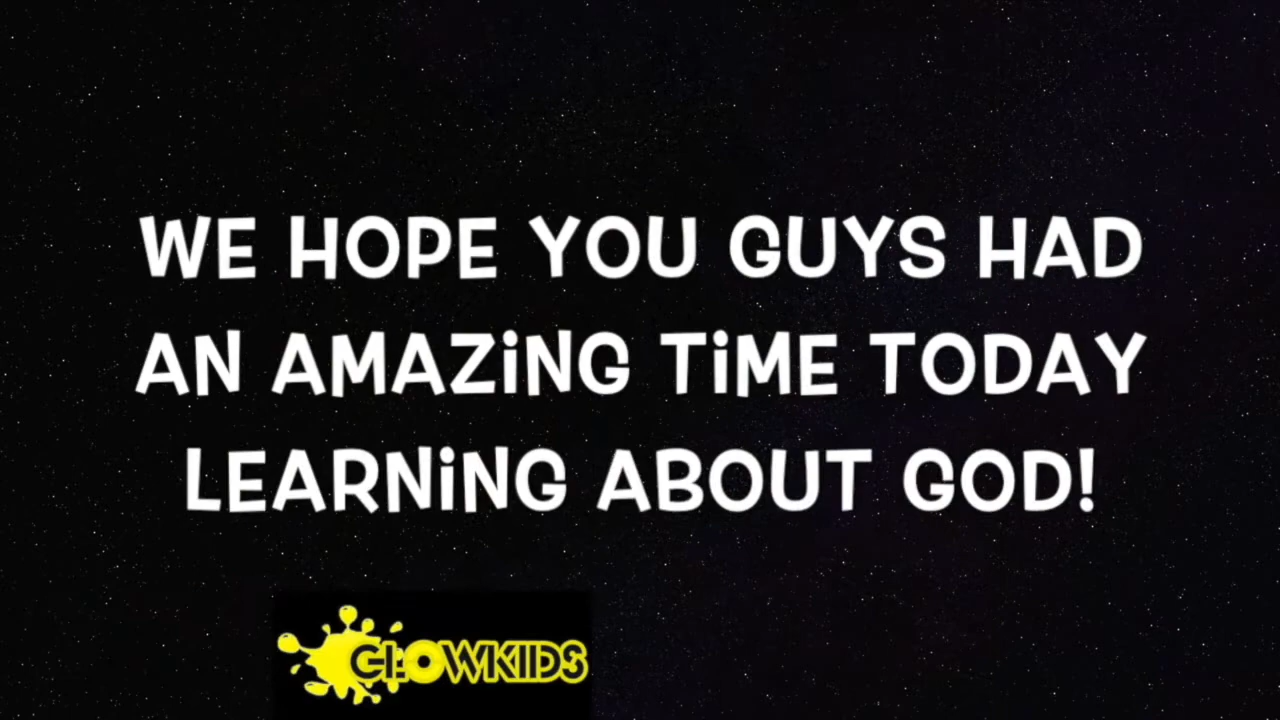 WE HOPE YOU GUYS HAD
AN AMAZiNG TiME TODAY
LEARNiNG ABOUT GOD!
GLOWKIDS